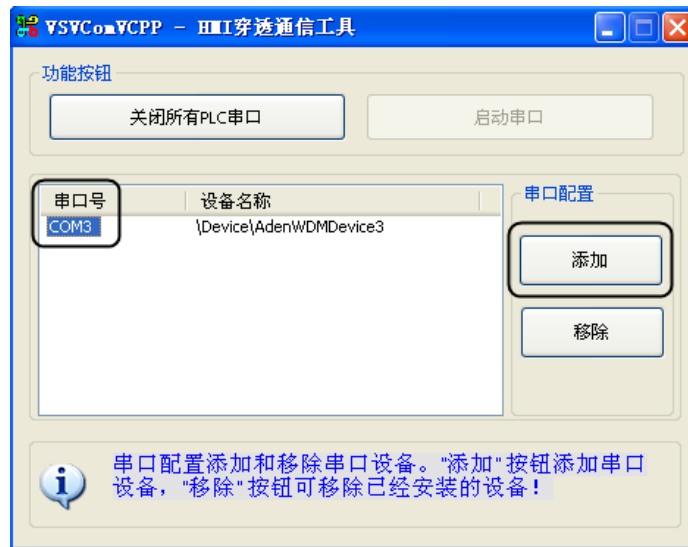 VSVComVCPP - HMI穿透通信工具
功能按钮
关闭所有PLC串口
启动串口
串口号 设备名称
COM3 \Device\AdenWDMDevice3
串口配置
添加
移除
串口配置添加和移除串口设备。"添加"按钮添加串口
设备，"移除"按钮可移除已经安装的设备！